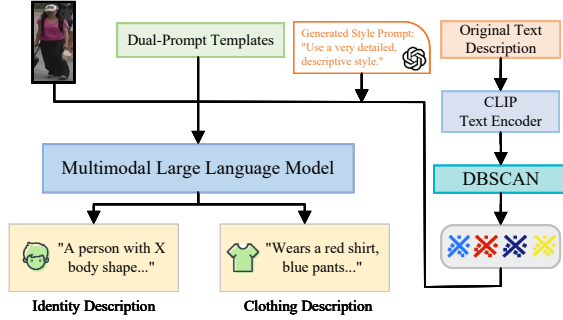 Dual-Prompt Templates
Generated Style Prompt:
"Use a very detailed,
descriptive style."
Original Text
Description
CLIP
Text Encoder
Multimodal Large Language Model
DBSCAN
"A person with X
body shape..."
"Wears a red shirt,
blue pants..."
Identity Description
Clothing Description